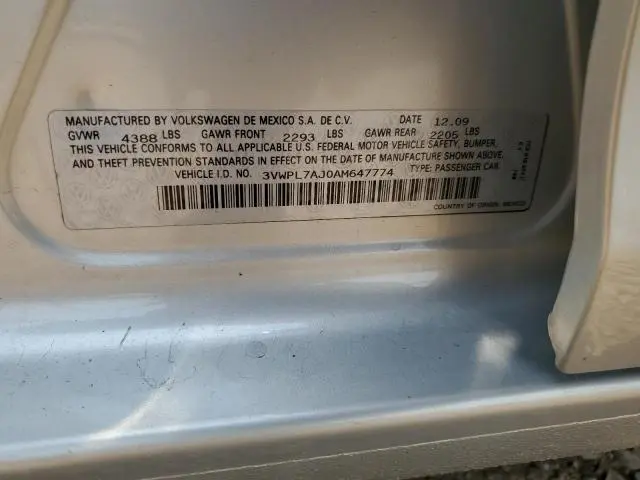 MANUFACTURED BY VOLKSWAGEN DE MEXICO S.A. DE C.V. DATE 12.09
GVWR 4388 LBS GAWR FRONT 2293 LBS GAWR REAR 2205 LBS
THIS VEHICLE CONFORMS TO ALL APPLICABLE U.S. FEDERAL MOTOR VEHICLE SAFETY, BUMPER,
AND THEFT PREVENTION STANDARDS IN EFFECT ON THE DATE OF MANUFACTURE SHOWN ABOVE.
VEHICLE I.D. NO. 3VWPL7AJ0AM647774 TYPE: PASSENGER CAR
COUNTRY OF ORIGIN: MEXICO